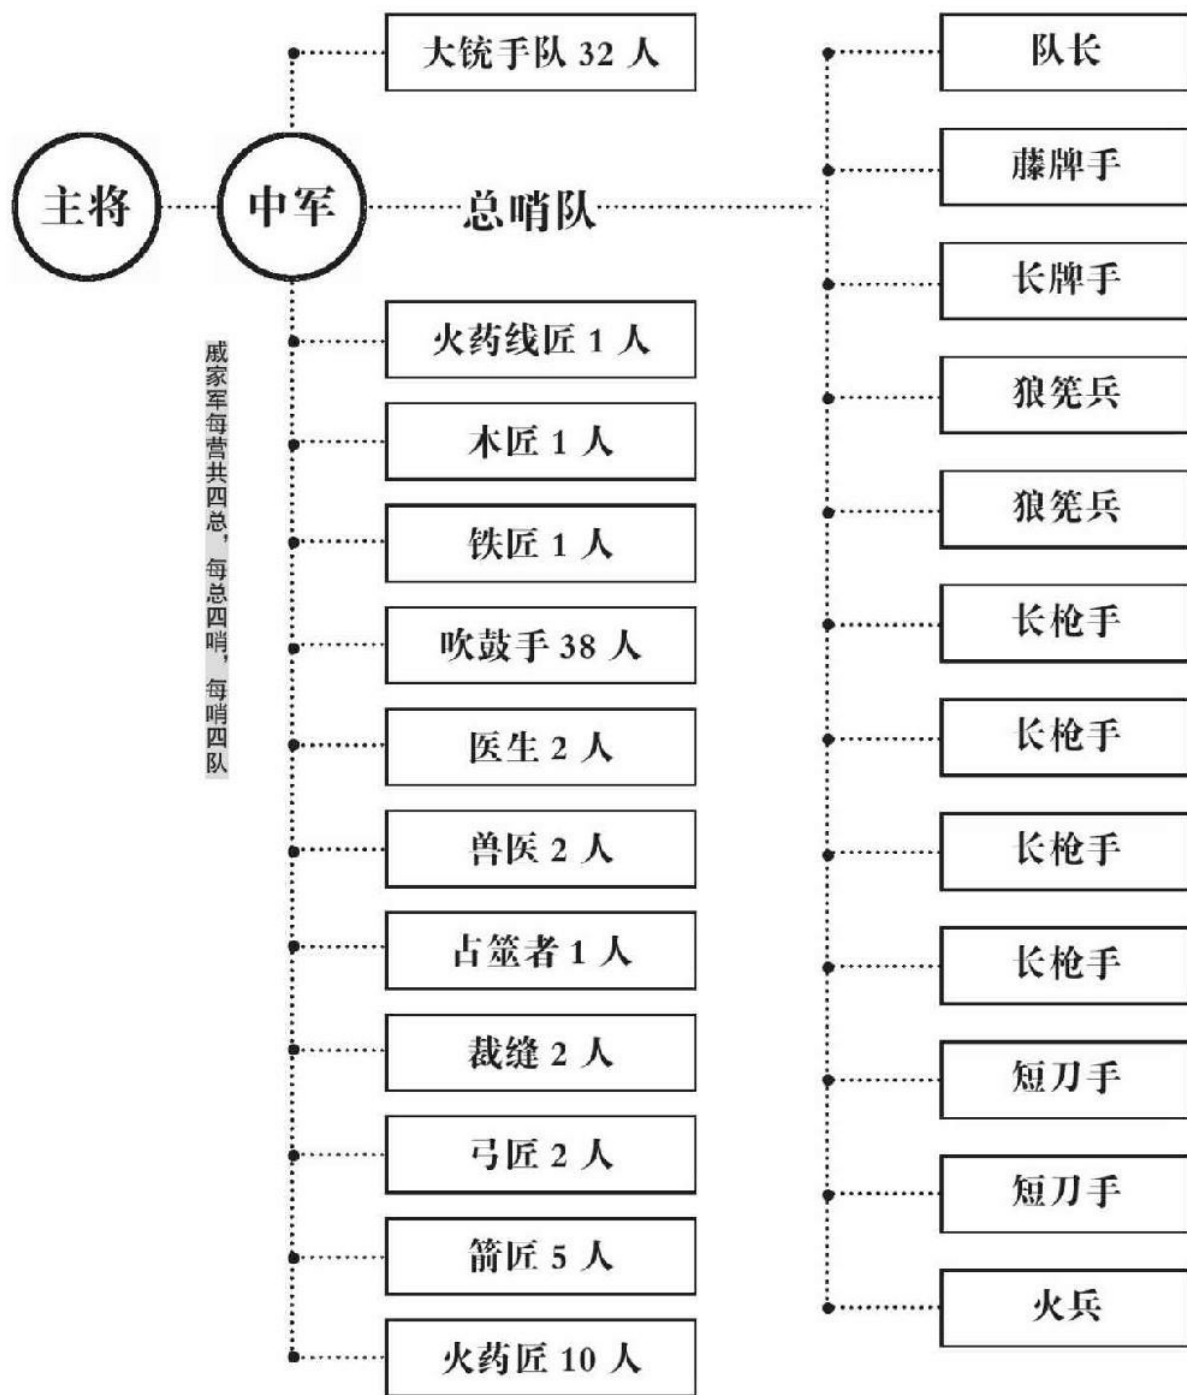 主将
中军
总哨队
大铳手队 32 人
火药线匠 1 人
木匠 1 人
铁匠 1 人
吹鼓手 38 人
医生 2 人
兽医 2 人
占筮者 1 人
裁缝 2 人
弓匠 2 人
箭匠 5 人
火药匠 10 人
队长
藤牌手
长牌手
狼筅兵
狼筅兵
长枪手
长枪手
长枪手
长枪手
短刀手
短刀手
火兵
戚家军每营共四总，每总四哨，每哨四队